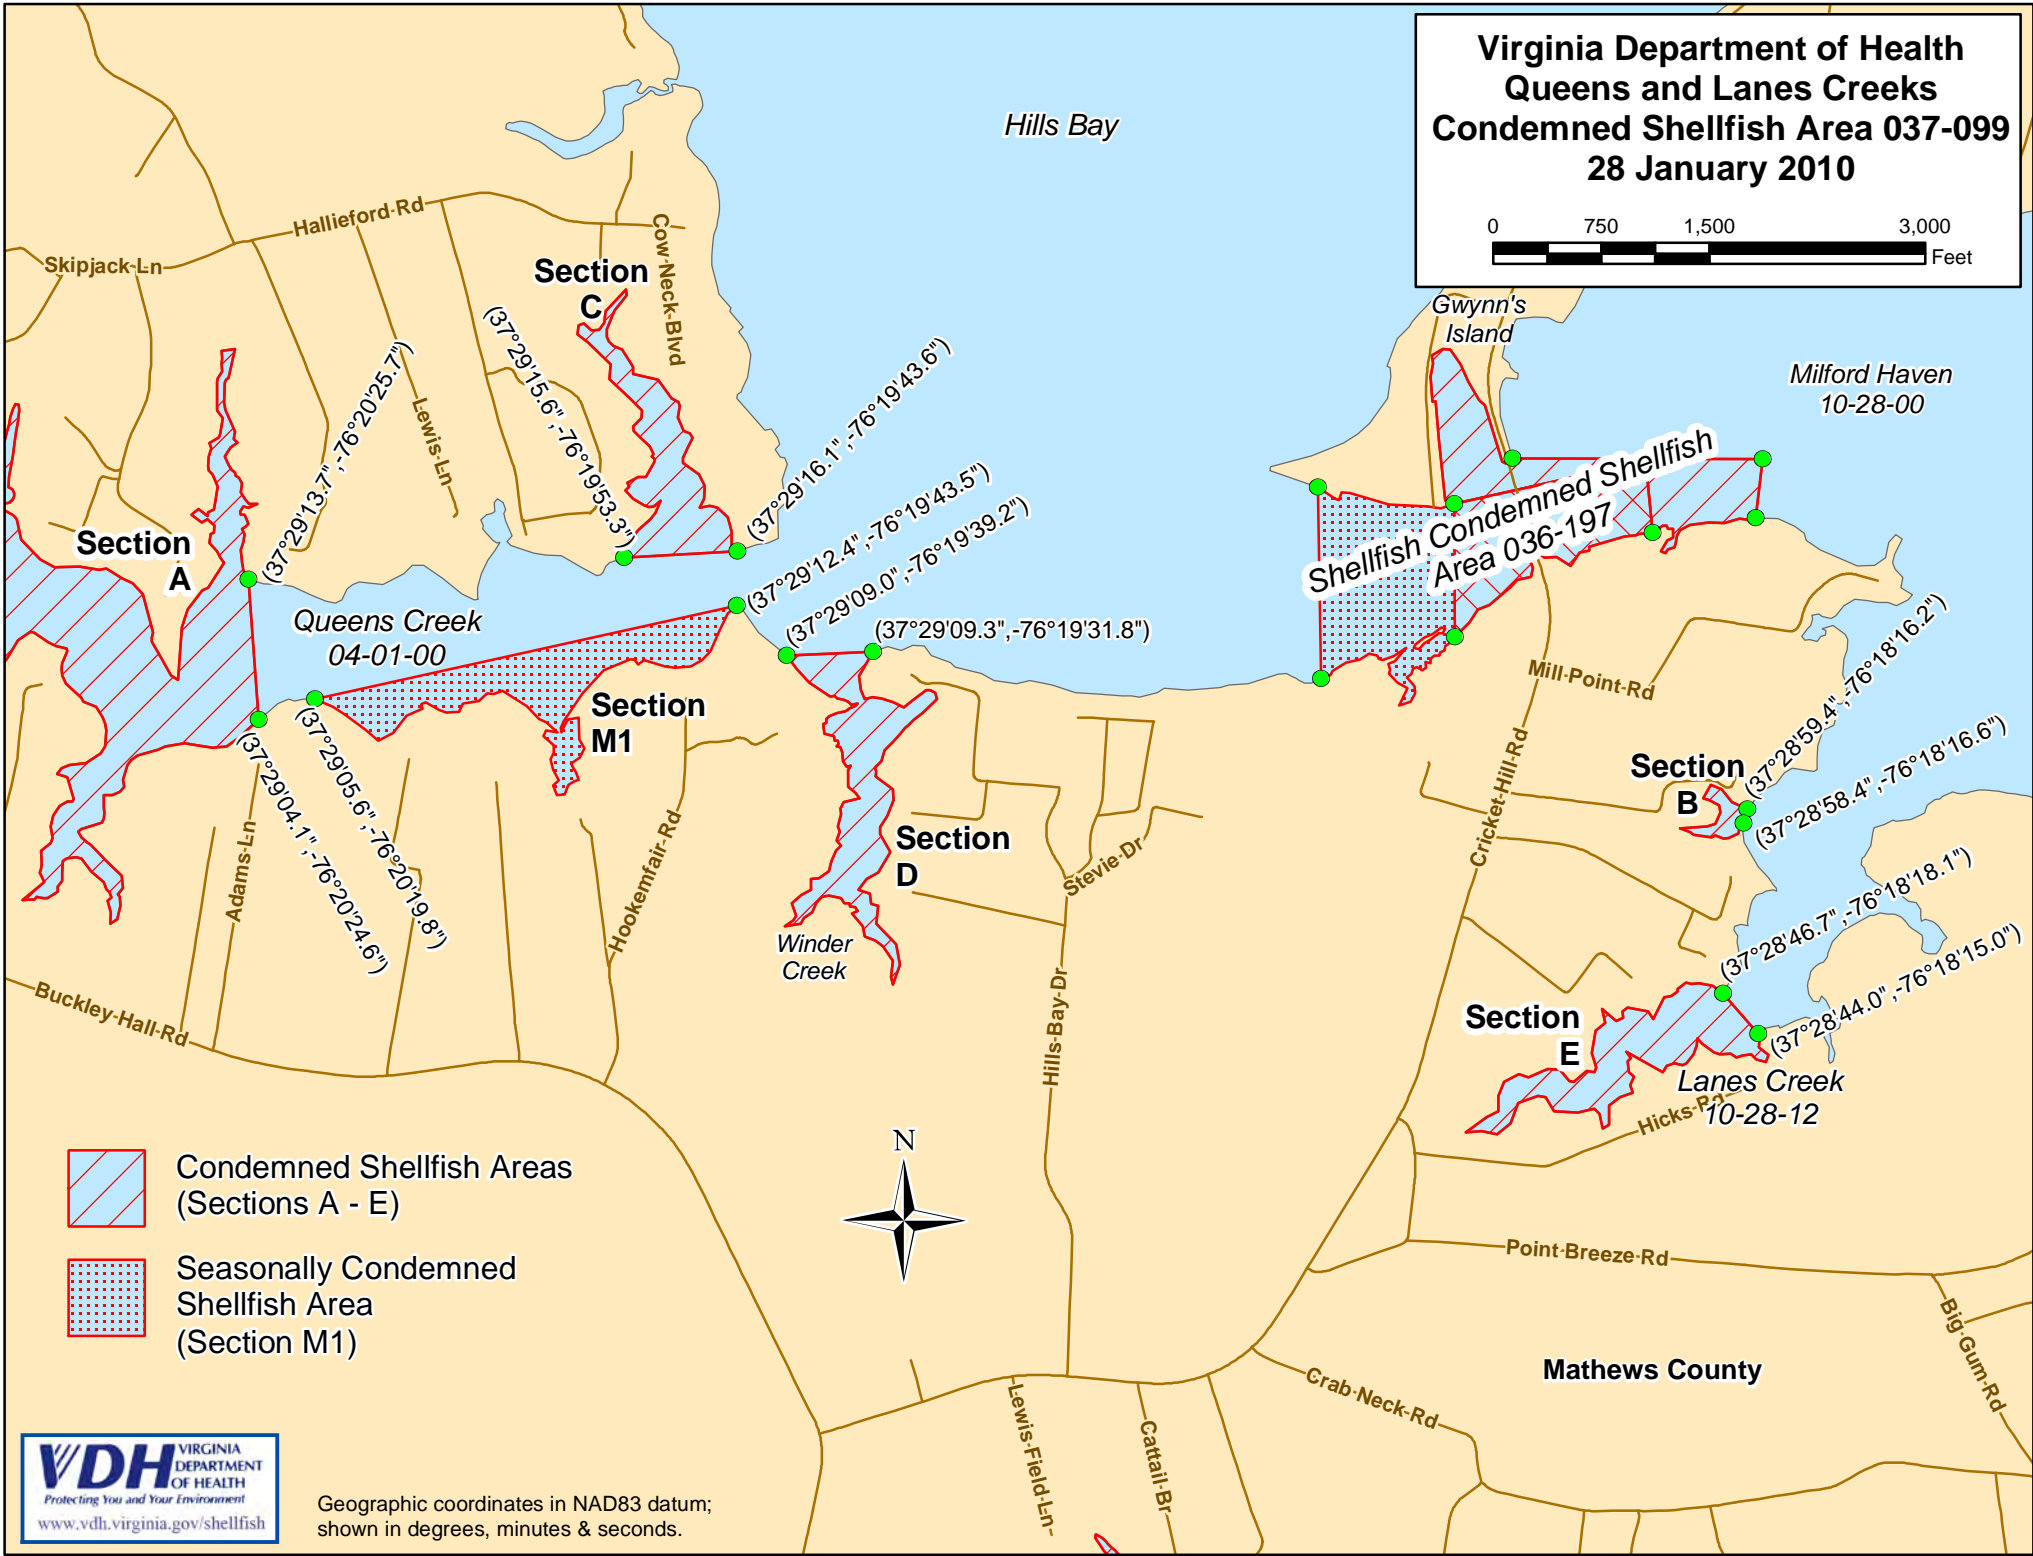 Virginia Department of Health
Queens and Lanes Creeks
Condemned Shellfish Area 037-099
28 January 2010
0 750 1,500 3,000
Feet
Hills Bay
Gwynn's
Island
Milford Haven
10-28-00
Hallieford Rd
Skipjack Ln
Cow Neck Blvd
Lewis Ln
Section
C
(37°29'15.6",-76°19'53.3")
(37°29'13.7",-76°20'25.7")
(37°29'16.1",-76°19'43.6")
(37°29'12.4",-76°19'43.5")
(37°29'09.0",-76°19'39.2")
(37°29'09.3",-76°19'31.8")
Shellfish Condemned Shellfish
Area 036-197
Section
A
Queens Creek
04-01-00
Section
M1
Mill Point Rd
(37°28'59.4",-76°18'16.2")
(37°28'58.4",-76°18'16.6")
Section
B
(37°29'04.1",-76°20'24.6")
(37°29'05.6",-76°20'19.8")
Adams Ln
Hookemfair Rd
Section
D
Stevie Dr
Cricket Hill Rd
Winder
Creek
Hills Bay Dr
Buckley Hall Rd
(37°28'46.7",-76°18'18.1")
(37°28'44.0",-76°18'15.0")
Section
E
Lanes Creek
10-28-12
Hicks Rd
N
Condemned Shellfish Areas
(Sections A - E)
Seasonally Condemned
Shellfish Area
(Section M1)
Point Breeze Rd
Big Gum Rd
Mathews County
Crab Neck Rd
Lewis Field Ln
Cattail Br
VDH VIRGINIA
DEPARTMENT
OF HEALTH
Protecting You and Your Environment
www.vdh.virginia.gov/shellfish
Geographic coordinates in NAD83 datum;
shown in degrees, minutes & seconds.